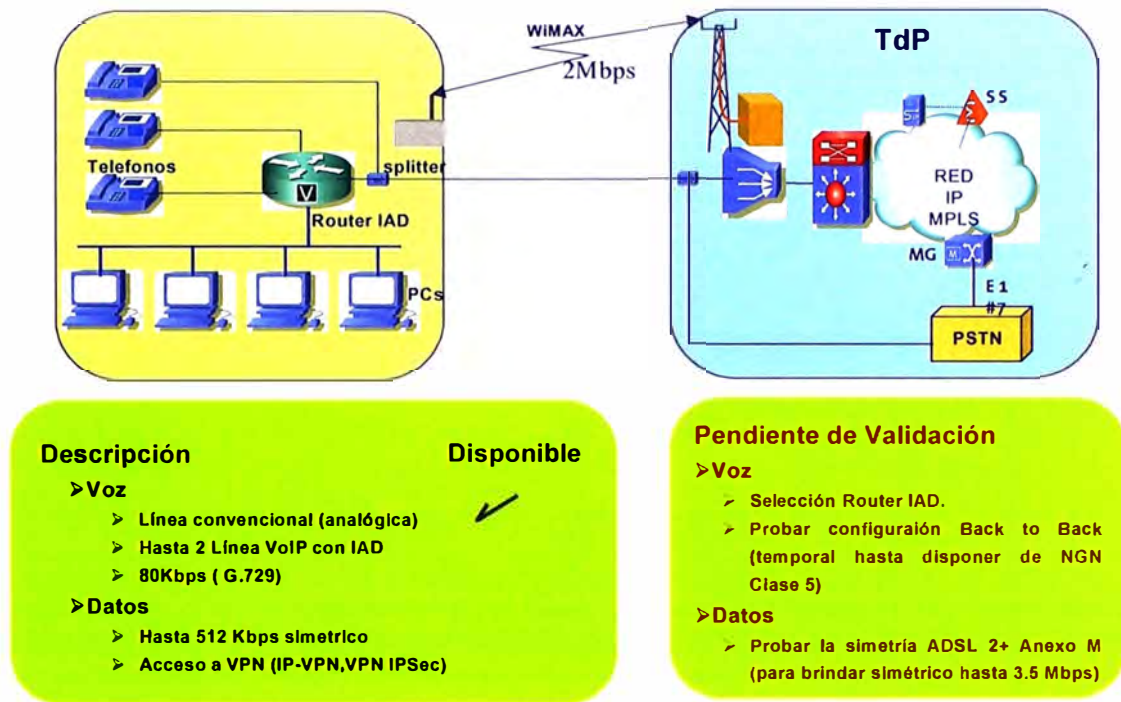 WiMAX
2Mbps
TdP
Telefonos
splitter
Router IAD
V
PCs
SS
RED
IP
MPLS
MG
M
E1
#7
PSTN
Descripción
Disponible
➢Voz
➢ Línea convencional (analógica)
➢ Hasta 2 Línea VoIP con IAD
➢ 80Kbps ( G.729)
➢Datos
➢ Hasta 512 Kbps simetrico
➢ Acceso a VPN (IP-VPN,VPN IPSec)
Pendiente de Validación
➢Voz
➢ Selección Router IAD.
➢ Probar configuraión Back to Back
(temporal hasta disponer de NGN
Clase 5)
➢Datos
➢ Probar la simetría ADSL 2+ Anexo M
(para brindar simétrico hasta 3.5 Mbps)